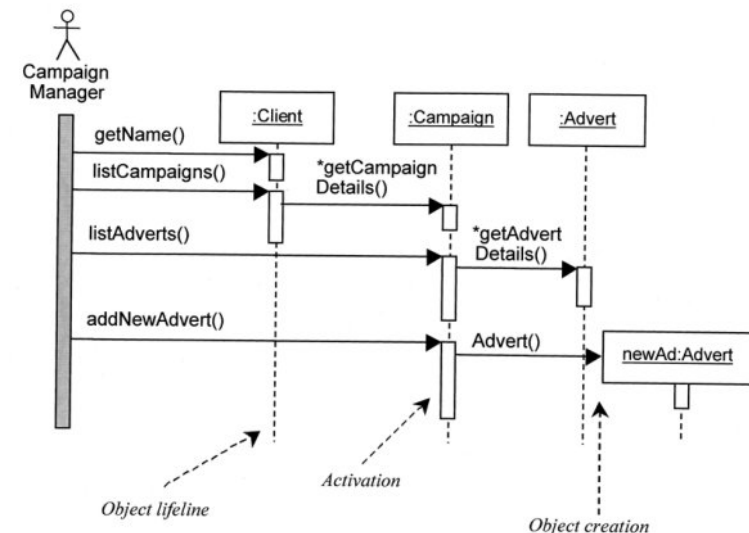 Campaign
Manager
:Client
:Campaign
:Advert
getName()
listCampaigns()
*getCampaign
Details()
listAdverts()
*getAdvert
Details()
addNewAdvert()
Advert()
newAd:Advert
Object lifeline
Activation
Object creation